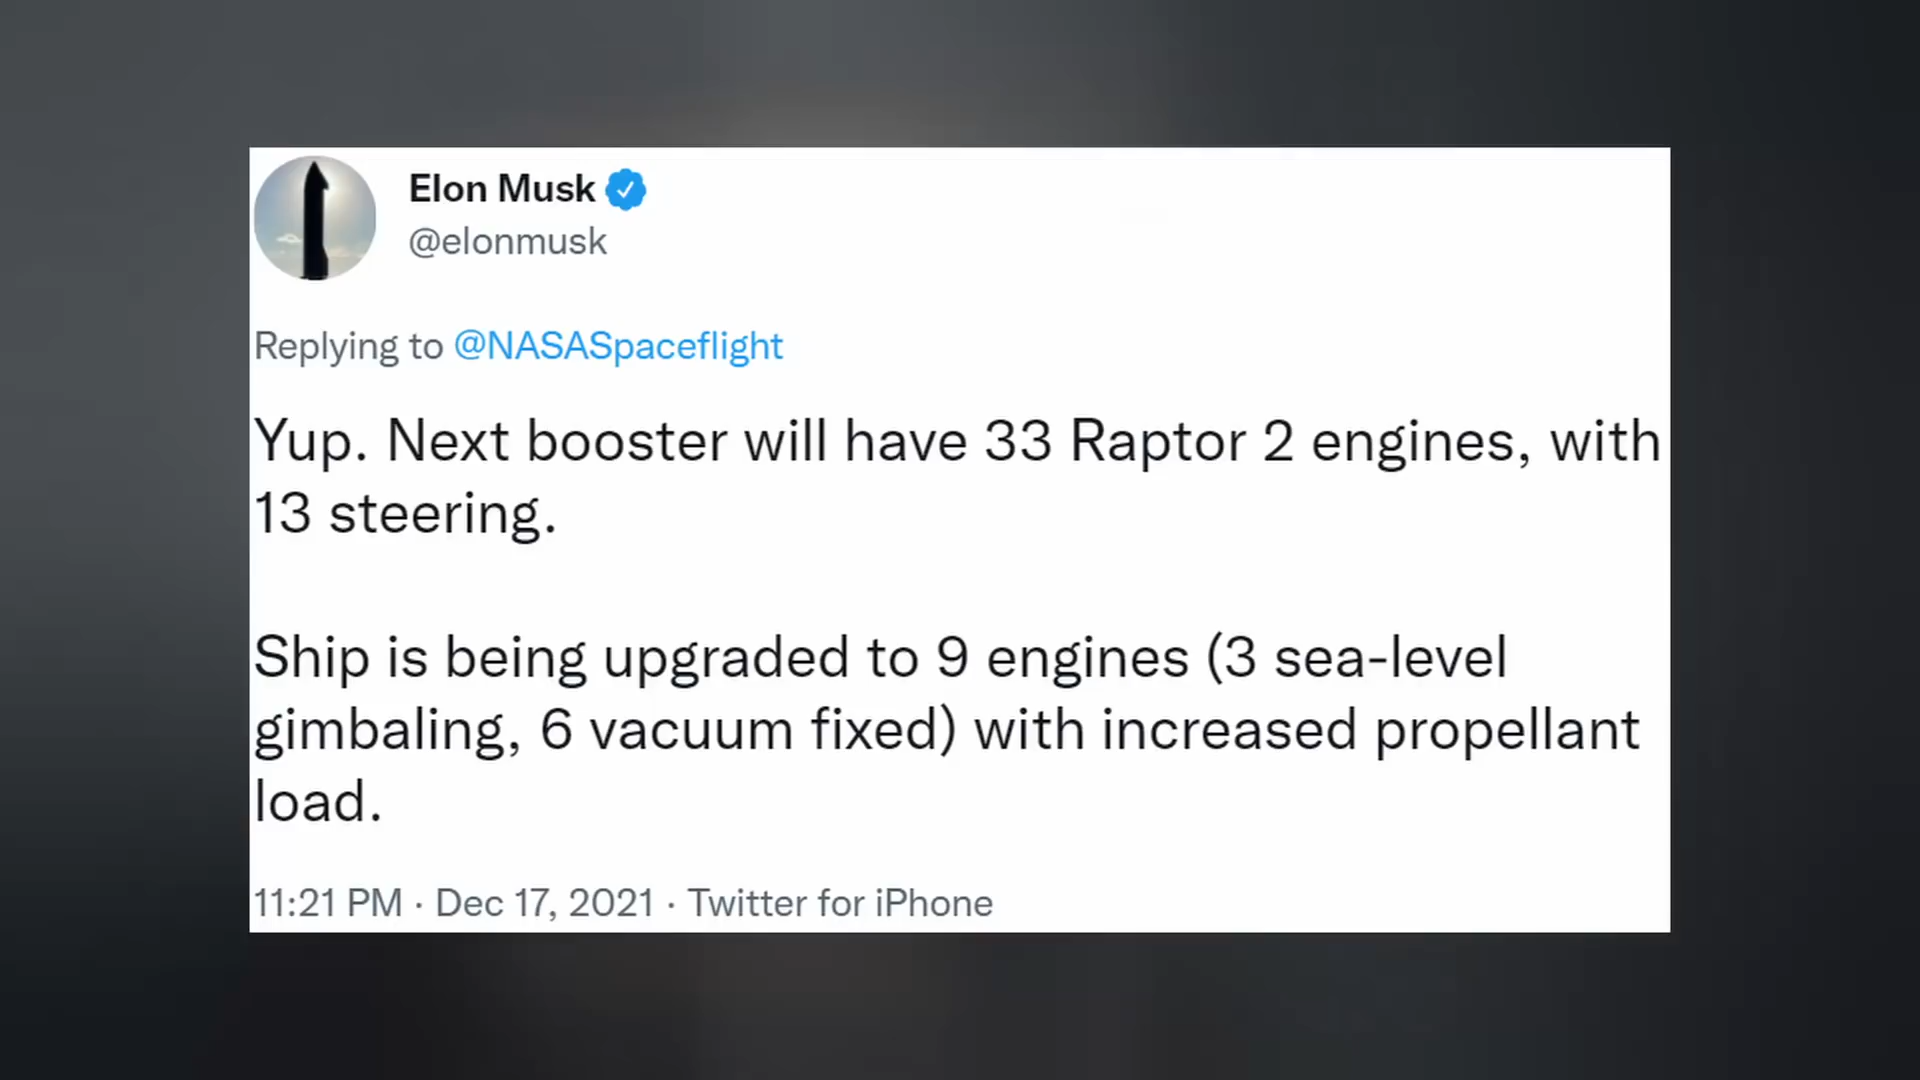 Elon Musk
@elonmusk
Replying to @NASASpaceflight
Yup. Next booster will have 33 Raptor 2 engines, with
13 steering.
Ship is being upgraded to 9 engines (3 sea-level
gimbaling, 6 vacuum fixed) with increased propellant
load.
11:21 PM · Dec 17, 2021 · Twitter for iPhone